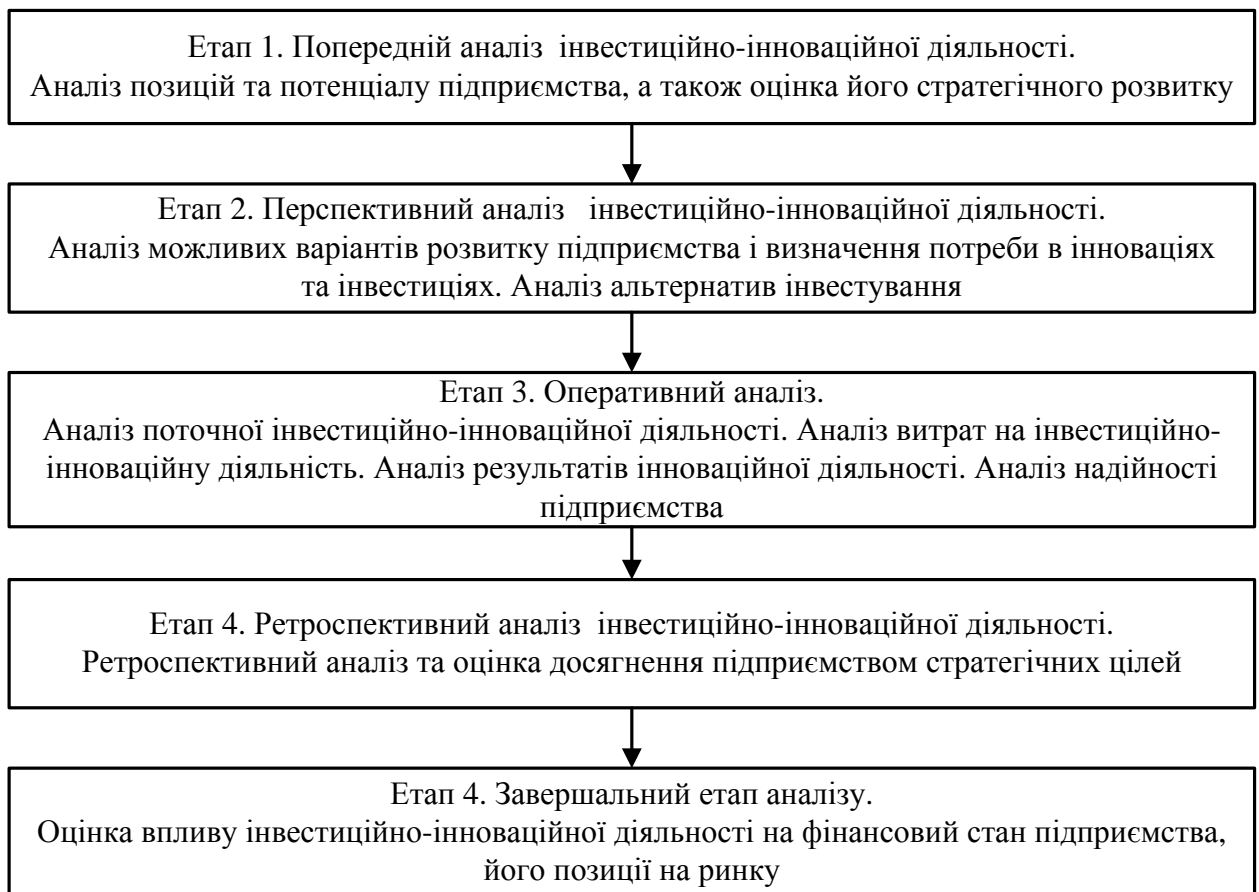 Етап 1. Попередній аналіз інвестиційно-інноваційної діяльності.
Аналіз позицій та потенціалу підприємства, а також оцінка його стратегічного розвитку
Етап 2. Перспективний аналіз інвестиційно-інноваційної діяльності.
Аналіз можливих варіантів розвитку підприємства і визначення потреби в інноваціях
та інвестиціях. Аналіз альтернатив інвестування
Етап 3. Оперативний аналіз.
Аналіз поточної інвестиційно-інноваційної діяльності. Аналіз витрат на інвестиційно-
інноваційну діяльність. Аналіз результатів інноваційної діяльності. Аналіз надійності
підприємства
Етап 4. Ретроспективний аналіз інвестиційно-інноваційної діяльності.
Ретроспективний аналіз та оцінка досягнення підприємством стратегічних цілей
Етап 4. Завершальний етап аналізу.
Оцінка впливу інвестиційно-інноваційної діяльності на фінансовий стан підприємства,
його позиції на ринку